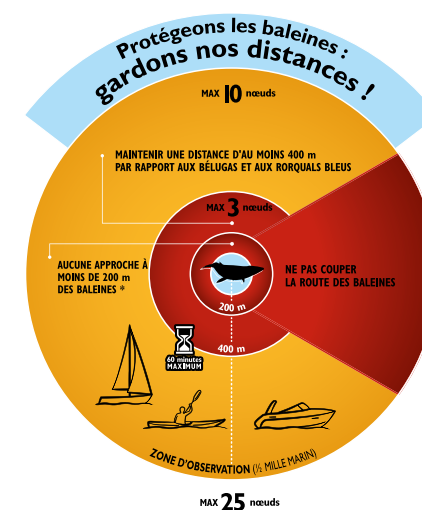 Protégeons les baleines :
gardons nos distances !
MAX 10 nœuds
MAINTENIR UNE DISTANCE D'AU MOINS 400 m
PAR RAPPORT AUX BÉLUGAS ET AUX RORQUALS BLEUS
MAX 3 nœuds
AUCUNE APPROCHE À
MOINS DE 200 m
DES BALEINES *
NE PAS COUPER
LA ROUTE DES BALEINES
200 m
400 m
60 minutes
MAXIMUM
ZONE D'OBSERVATION (½ MILLE MARIN)
MAX 25 nœuds